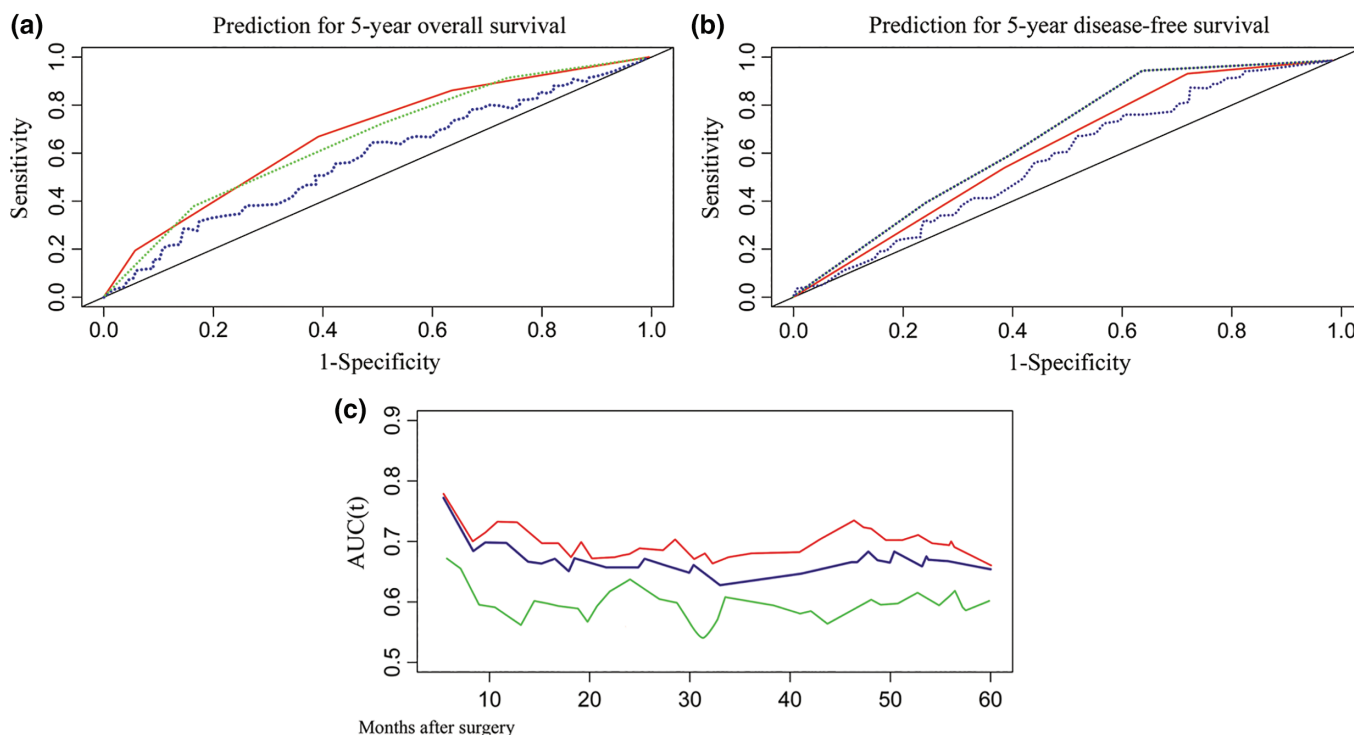 (a)
Prediction for 5-year overall survival
Sensitivity
0.0 0.2 0.4 0.6 0.8 1.0
0.0 0.2 0.4 0.6 0.8 1.0
1-Specificity
(b)
Prediction for 5-year disease-free survival
Sensitivity
0.0 0.2 0.4 0.6 0.8 1.0
0.0 0.2 0.4 0.6 0.8 1.0
1-Specificity
(c)
AUC(t)
0.5 0.6 0.7 0.8 0.9
10 20 30 40 50 60
Months after surgery